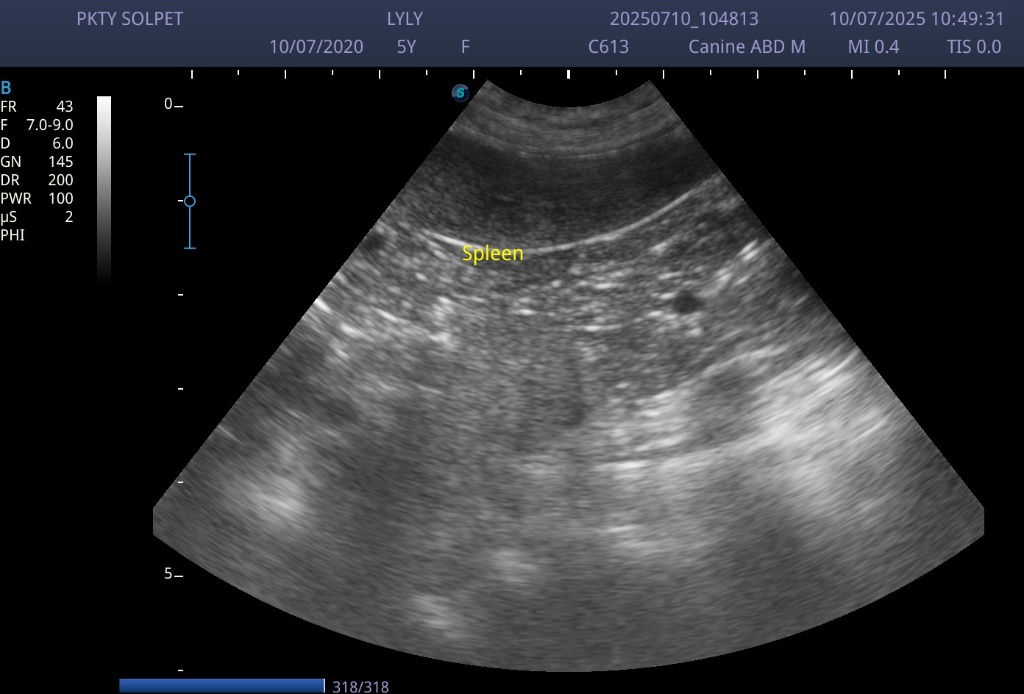 PKTY SOLPET LYLY 20250710_104813 10/07/2025 10:49:31
10/07/2020 5Y F C613 Canine ABD M MI 0.4 TIS 0.0
B
FR 43
F 7.0-9.0
D 6.0
GN 145
DR 200
PWR 100
µS 2
PHI
S
0
Spleen
5
318/318